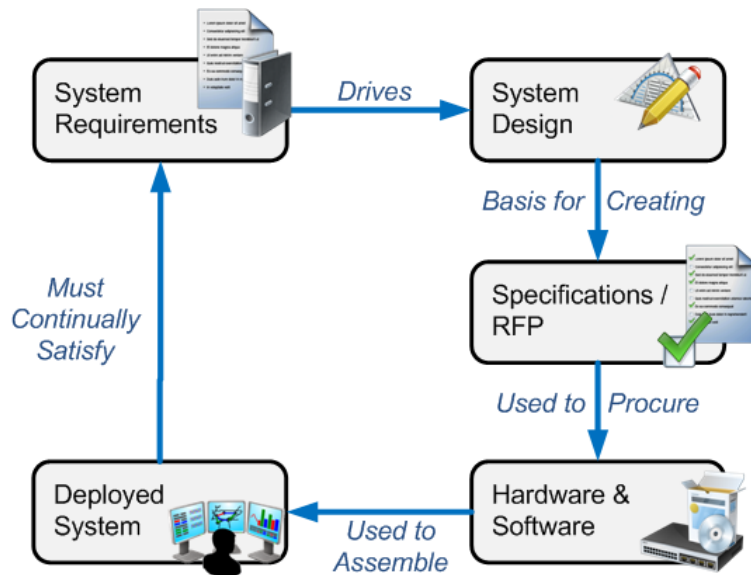 System
Requirements
Drives
System
Design
Basis for Creating
Specifications /
RFP
Used to Procure
Hardware &
Software
Used to
Assemble
Deployed
System
Must
Continually
Satisfy